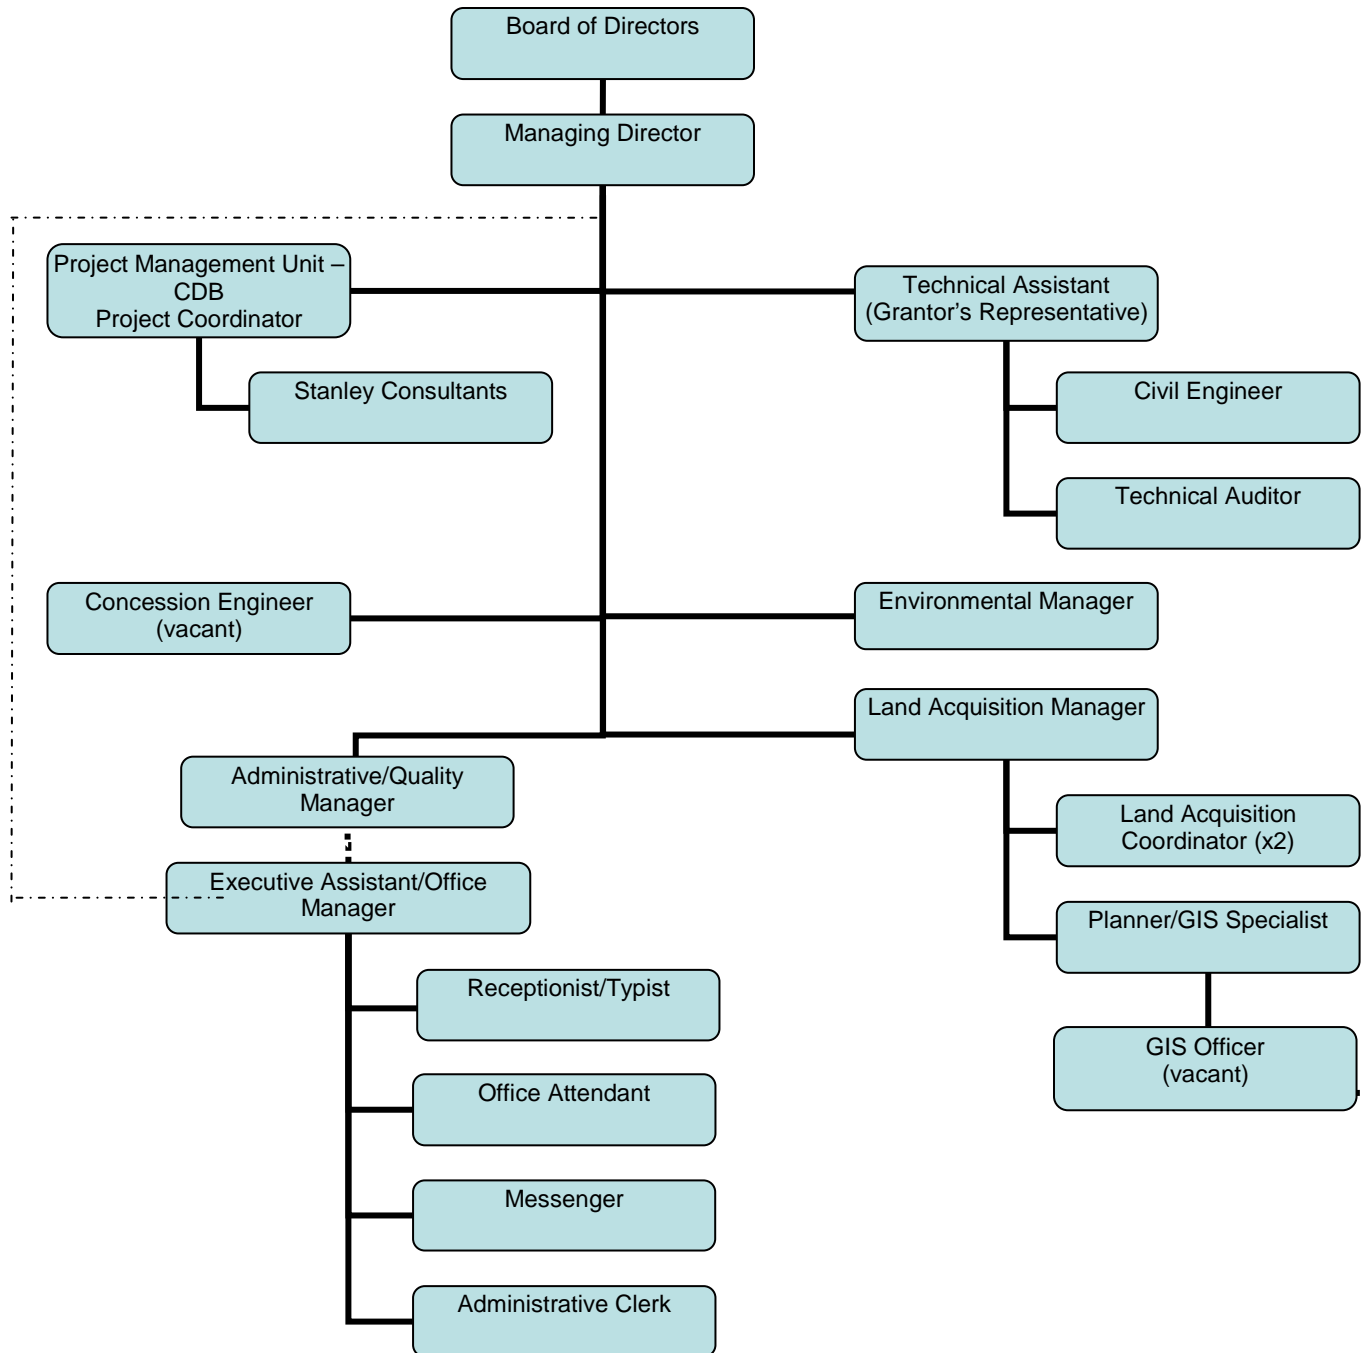 Board of Directors
Managing Director
Project Management Unit –
CDB
Project Coordinator
Technical Assistant
(Grantor’s Representative)
Stanley Consultants
Civil Engineer
Technical Auditor
Concession Engineer
(vacant)
Environmental Manager
Land Acquisition Manager
Administrative/Quality
Manager
Land Acquisition
Coordinator (x2)
Executive Assistant/Office
Manager
Planner/GIS Specialist
Receptionist/Typist
GIS Officer
(vacant)
Office Attendant
Messenger
Administrative Clerk